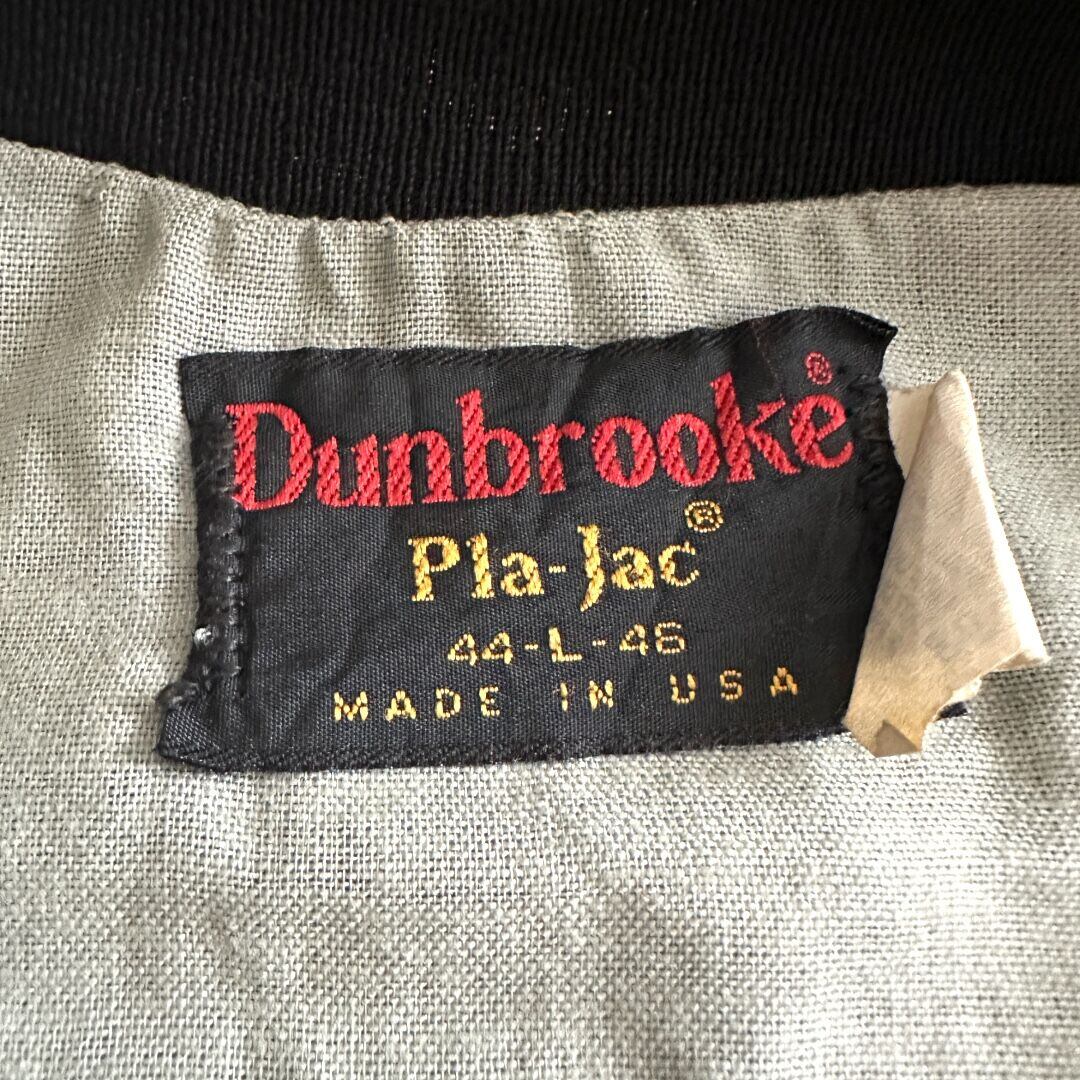 Dunbrooke®
Pla-Jac®
44-L-46
MADE IN USA